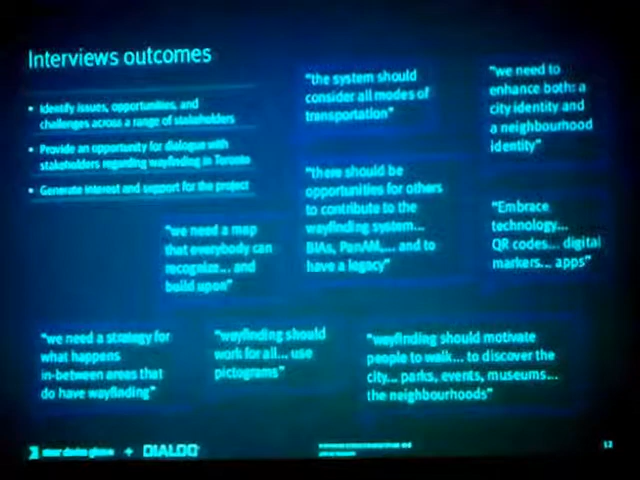 Interviews outcomes
• Identify issues, opportunities, and
challenges across a range of stakeholders
• Provide an opportunity for dialogue with
stakeholders regarding wayfinding in Toronto
• Generate interest and support for the project
"the system should
consider all modes of
transportation"
"we need to
enhance both: a
city identity and
a neighbourhood
identity"
"there should be
opportunities for others
to contribute to the
wayfinding system...
BIAs, PanAM,... and to
have a legacy"
"Embrace
technology...
QR codes... digital
markers... apps"
"we need a map
that everybody can
recognize... and
build upon"
"we need a strategy for
what happens
in-between areas that
do have wayfinding"
"wayfinding should
work for all... use
pictograms"
"wayfinding should motivate
people to walk... to discover the
city... parks, events, museums...
the neighbourhoods"
+ DIALOG
12